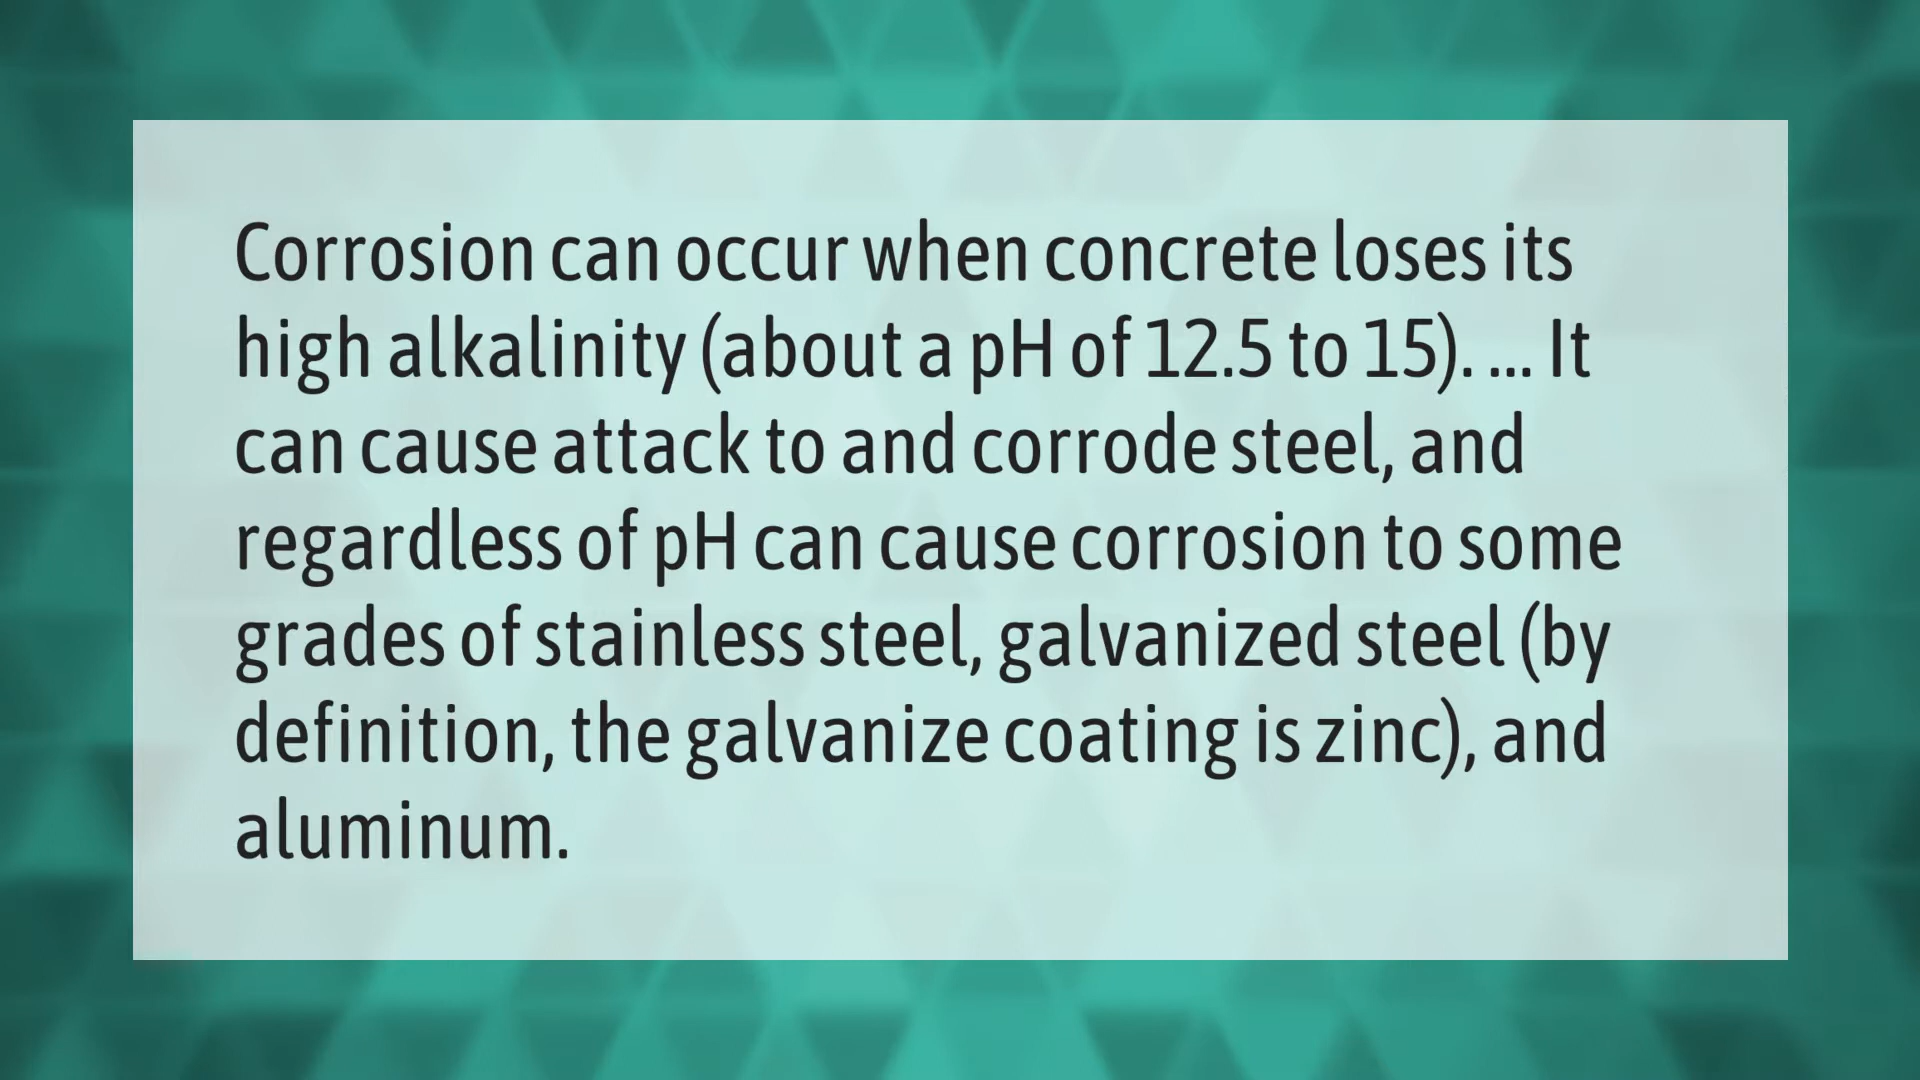 Corrosion can occur when concrete loses its
high alkalinity (about a pH of 12.5 to 15). ... It
can cause attack to and corrode steel, and
regardless of pH can cause corrosion to some
grades of stainless steel, galvanized steel (by
definition, the galvanize coating is zinc), and
aluminum.